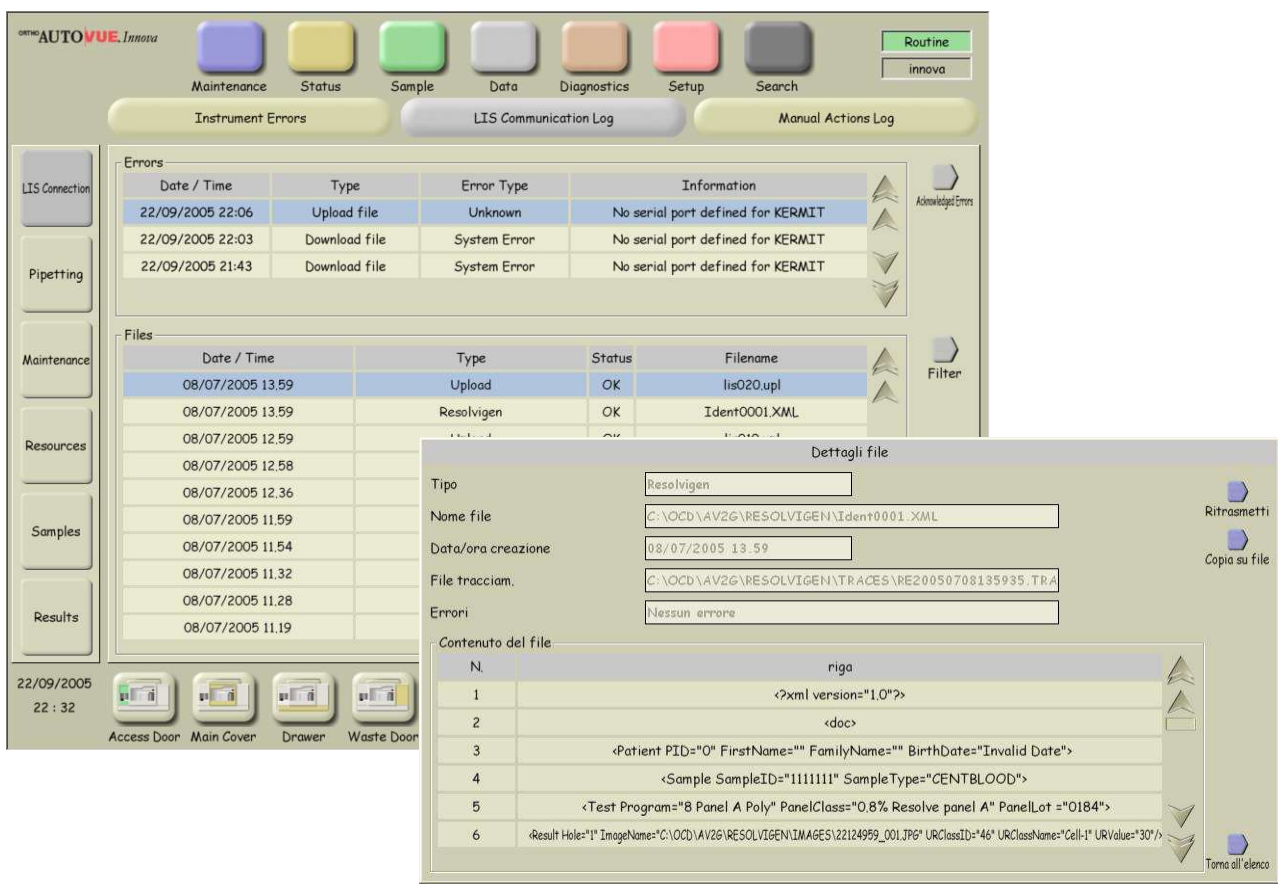 ORTHO AUTOVUE Innova
Routine
innova
Maintenance Status Sample Data Diagnostics Setup Search
Instrument Errors LIS Communication Log Manual Actions Log
LIS Connection
Pipetting
Maintenance
Resources
Samples
Results
Errors
Date / Time Type Error Type Information
22/09/2005 22:06 Upload file Unknown No serial port defined for KERMIT
22/09/2005 22:03 Download file System Error No serial port defined for KERMIT
22/09/2005 21:43 Download file System Error No serial port defined for KERMIT
Acknowledged Errors
Files
Date / Time Type Status Filename
08/07/2005 13.59 Upload OK lis020.upl
08/07/2005 13.59 Resolvigen OK Ident0001.XML
08/07/2005 12.59
08/07/2005 12.58
08/07/2005 12.36
08/07/2005 11.59
08/07/2005 11.54
08/07/2005 11.32
08/07/2005 11.28
08/07/2005 11.19
Filter
22/09/2005
22 : 32
Access Door Main Cover Drawer Waste Door
Dettagli file
Tipo Resolvigen
Nome file C:\OCD\AV2G\RESOLVIGEN\Ident0001.XML
Data/ora creazione 08/07/2005 13.59
File tracciam. C:\OCD\AV2G\RESOLVIGEN\TRACES\RE20050708135935.TRA
Errori Nessun errore
Ritrasmetti
Copia su file
Contenuto del file
N. riga
1 <?xml version="1.0"?>
2 <doc>
3 <Patient PID="0" FirstName="" FamilyName="" BirthDate="Invalid Date">
4 <Sample SampleID="1111111" SampleType="CENTBLOOD">
5 <Test Program="8 Panel A Poly" PanelClass="0.8% Resolve panel A" PanelLot ="0184">
6 <Result Hole="1" ImageName="C:\OCD\AV2G\RESOLVIGEN\IMAGES\22124959_001.JPG" URClassID="46" URClassName="Cell-1" URValue="30"/>
Torna all'elenco